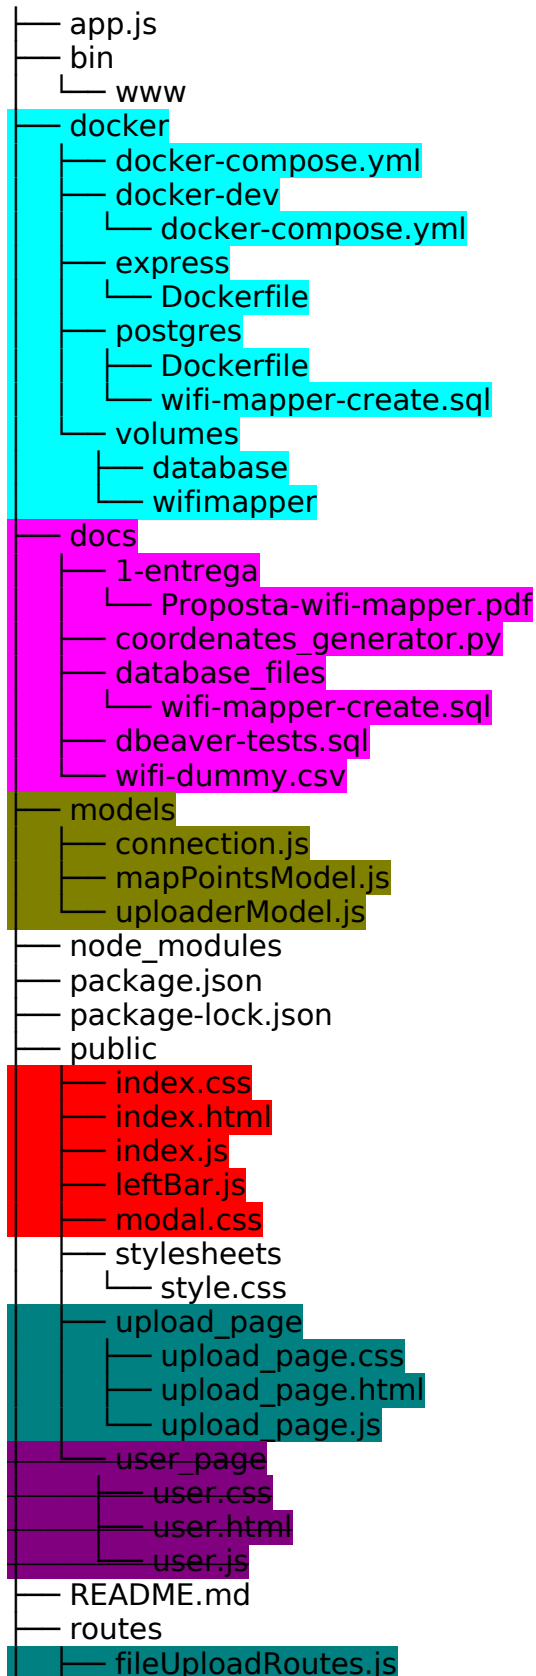 app.js
bin
www
docker
docker-compose.yml
docker-dev
docker-compose.yml
express
Dockerfile
postgres
Dockerfile
wifi-mapper-create.sql
volumes
database
wifimapper
docs
1-entrega
Proposta-wifi-mapper.pdf
coordenates_generator.py
database_files
wifi-mapper-create.sql
dbeaver-tests.sql
wifi-dummy.csv
models
connection.js
mapPointsModel.js
uploaderModel.js
node_modules
package.json
package-lock.json
public
index.css
index.html
index.js
leftBar.js
modal.css
stylesheets
style.css
upload_page
upload_page.css
upload_page.html
upload_page.js
user_page
user.css
user.html
user.js
README.md
routes
fileUploadRoutes.js